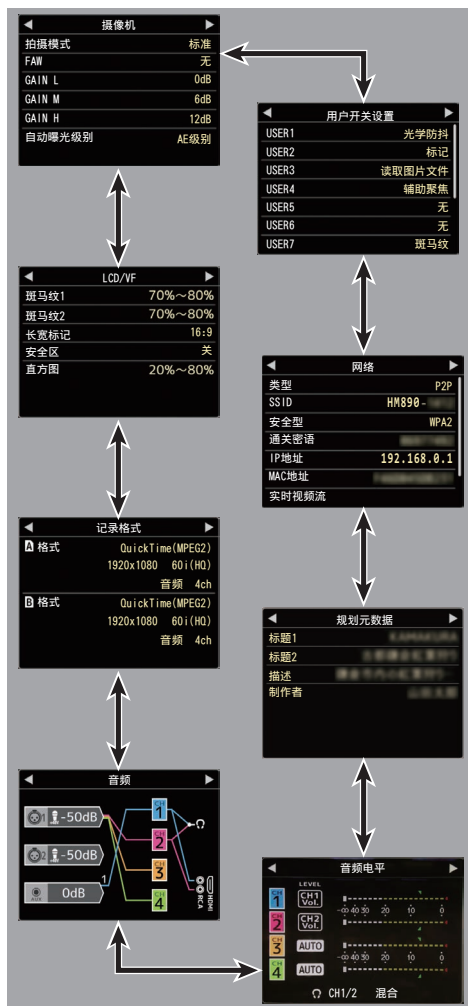 摄像机
拍摄模式 标准
FAW 无
GAIN L 0dB
GAIN M 6dB
GAIN H 12dB
自动曝光级别 AE级别
用户开关设置
USER1 光学防抖
USER2 标记
USER3 读取图片文件
USER4 辅助聚焦
USER5 无
USER6 无
USER7 斑马纹
LCD/VF
斑马纹1 70%～80%
斑马纹2 70%～80%
长宽标记 16:9
安全区 关
直方图 20%～80%
网络
类型 P2P
SSID HM890-
安全型 WPA2
通关密语
IP地址 192.168.0.1
MAC地址
实时视频流
记录格式
A 格式 QuickTime(MPEG2)
1920x1080 60i(HQ)
音频 4ch
B 格式 QuickTime(MPEG2)
1920x1080 60i(HQ)
音频 4ch
规划元数据
标题1
标题2
描述
制作者
音频
1 -50dB
2 -50dB
AUX 0dB
1
CH 1
CH 2
CH 3
CH 4
RCA
HDMI
音频电平
LEVEL
CH 1 CH1 Vol.
-∞ 40 30 20 10 0
CH 2 CH2 Vol.
CH 3 AUTO
-∞ 40 30 20 10 0
CH 4 AUTO
CH1/2 混合